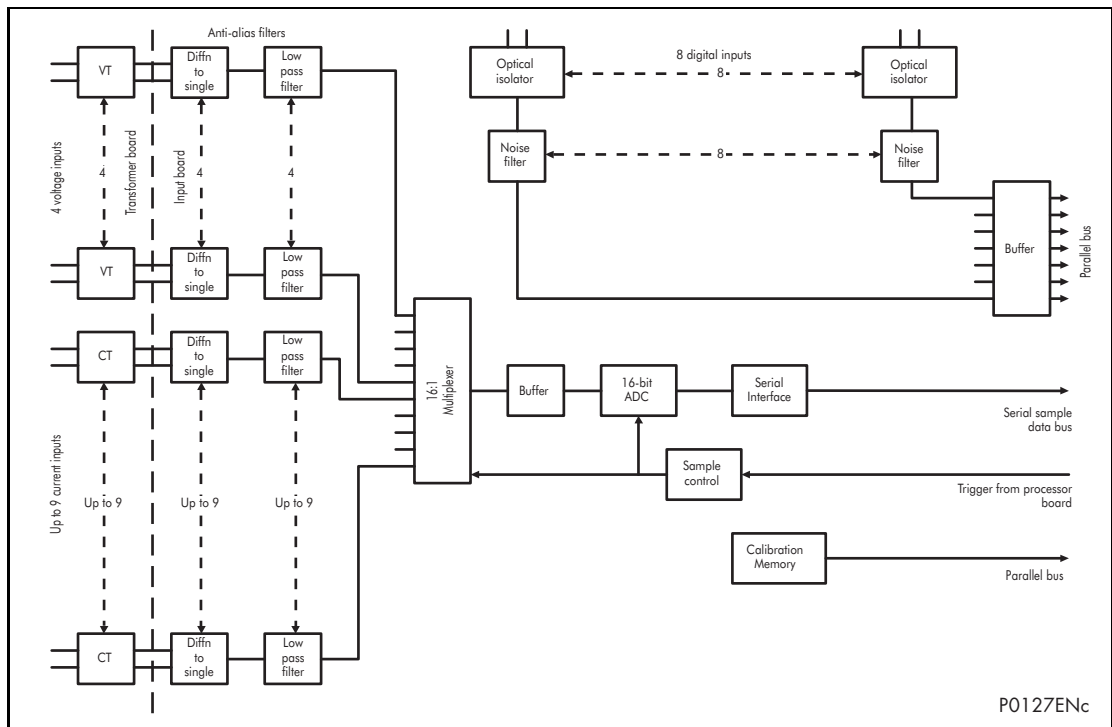 Anti-alias filters
VT
Diffn
to
single
Low
pass
filter
4 voltage inputs
4
Transformer board
Input board
4
4
VT
Diffn
to
single
Low
pass
filter
CT
Diffn
to
single
Low
pass
filter
Up to 9 current inputs
Up to 9
Up to 9
Up to 9
CT
Diffn
to
single
Low
pass
filter
16:1
Multiplexer
Optical
isolator
8 digital inputs
8
Optical
isolator
Noise
filter
8
Noise
filter
Buffer
Parallel bus
Buffer
16-bit
ADC
Serial
Interface
Serial sample
data bus
Sample
control
Trigger from processor
board
Calibration
Memory
Parallel bus
P0127ENc